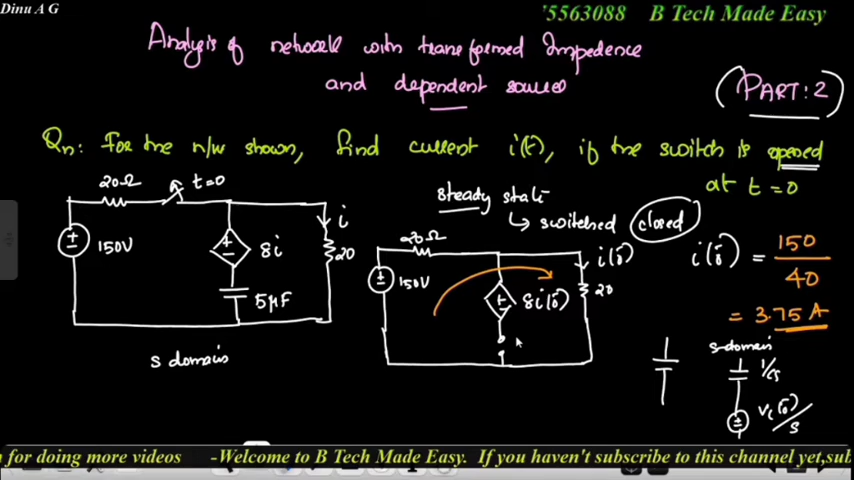 Dinu A G
'75563088 B Tech Made Easy
Analysis of network with transformed Impedence
and dependent source
(PART:2)
Qn: For the n/w shown, find current i(t), if the switch is opened
at t=0
20Ω
t=0
150V
8i
5μF
i
20
s domain
steady state
↳ switched closed
20Ω
150V
8i(0⁻)
i(0⁻)
20
i(0⁻) = 150
40
= 3.75 A
s-domain
1/cs
Vc(0⁻)/s
n for doing more videos -Welcome to B Tech Made Easy. If you haven't subscribe to this channel yet,sub